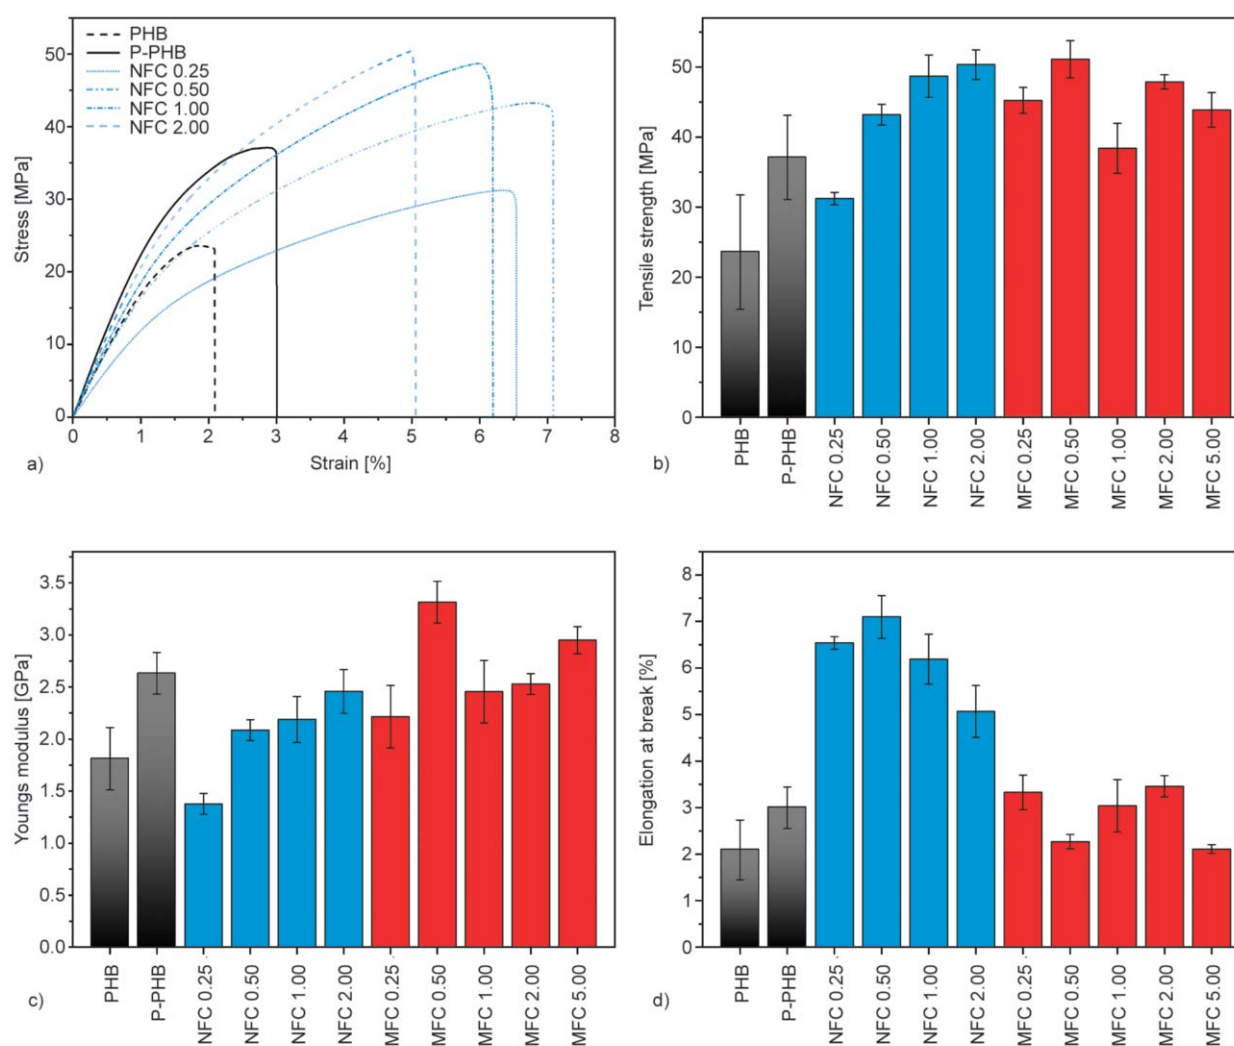 50
40
30
20
10
0
Stress [MPa]
PHB
P-PHB
NFC 0.25
NFC 0.50
NFC 1.00
NFC 2.00
0 1 2 3 4 5 6 7 8
Strain [%]
a)
50
40
30
20
10
0
Tensile strength [MPa]
PHB
P-PHB
NFC 0.25
NFC 0.50
NFC 1.00
NFC 2.00
MFC 0.25
MFC 0.50
MFC 1.00
MFC 2.00
MFC 5.00
b)
3.5
3.0
2.5
2.0
1.5
1.0
0.5
0.0
Youngs modulus [GPa]
PHB
P-PHB
NFC 0.25
NFC 0.50
NFC 1.00
NFC 2.00
MFC 0.25
MFC 0.50
MFC 1.00
MFC 2.00
MFC 5.00
c)
8
7
6
5
4
3
2
1
0
Elongation at break [%]
PHB
P-PHB
NFC 0.25
NFC 0.50
NFC 1.00
NFC 2.00
MFC 0.25
MFC 0.50
MFC 1.00
MFC 2.00
MFC 5.00
d)